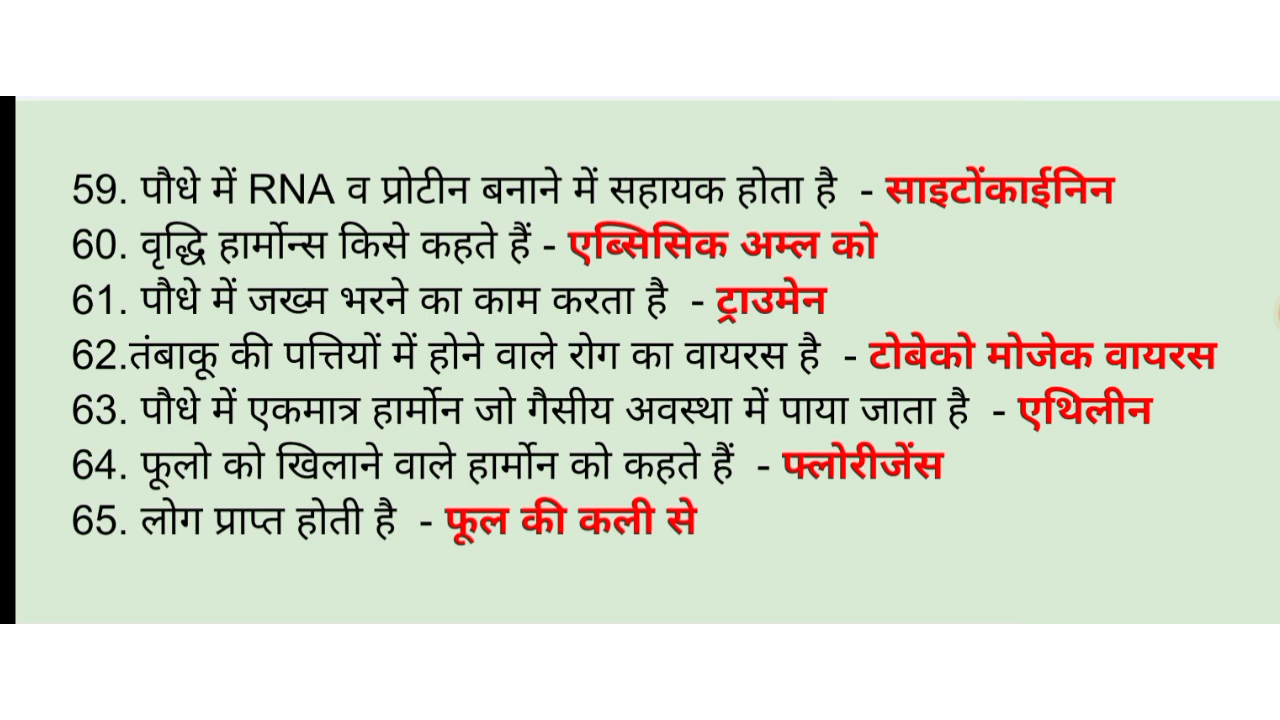 59. पौधे में RNA व प्रोटीन बनाने में सहायक होता है - साइटोंकाईनिन
60. वृद्धि हार्मोन्स किसे कहते हैं - एब्सिसिक अम्ल को
61. पौधे में जख्म भरने का काम करता है - ट्राउमेन
62.तंबाकू की पत्तियों में होने वाले रोग का वायरस है - टोबेको मोजेक वायरस
63. पौधे में एकमात्र हार्मोन जो गैसीय अवस्था में पाया जाता है - एथिलीन
64. फूलो को खिलाने वाले हार्मोन को कहते हैं - फ्लोरीजेंस
65. लोग प्राप्त होती है - फूल की कली से